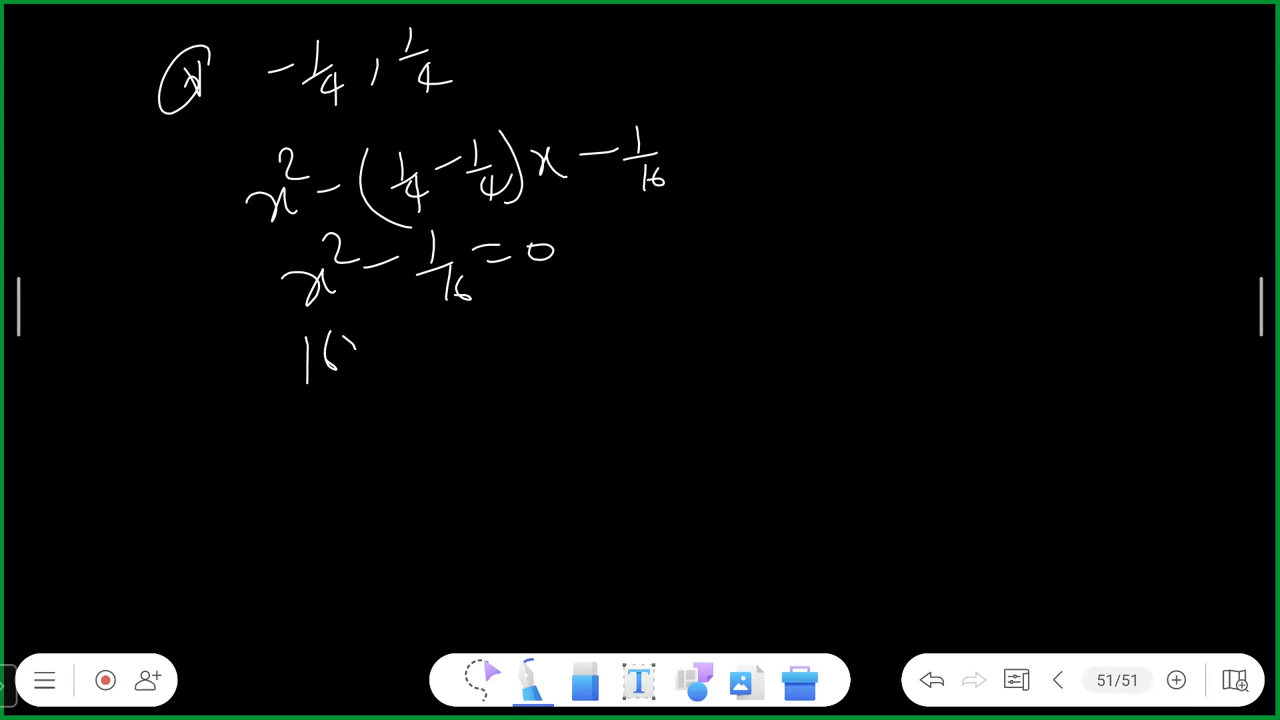 -1/4 , 1/4
x² - (1/4 - 1/4)x - 1/16
x² - 1/16 = 0
16
T
51/51